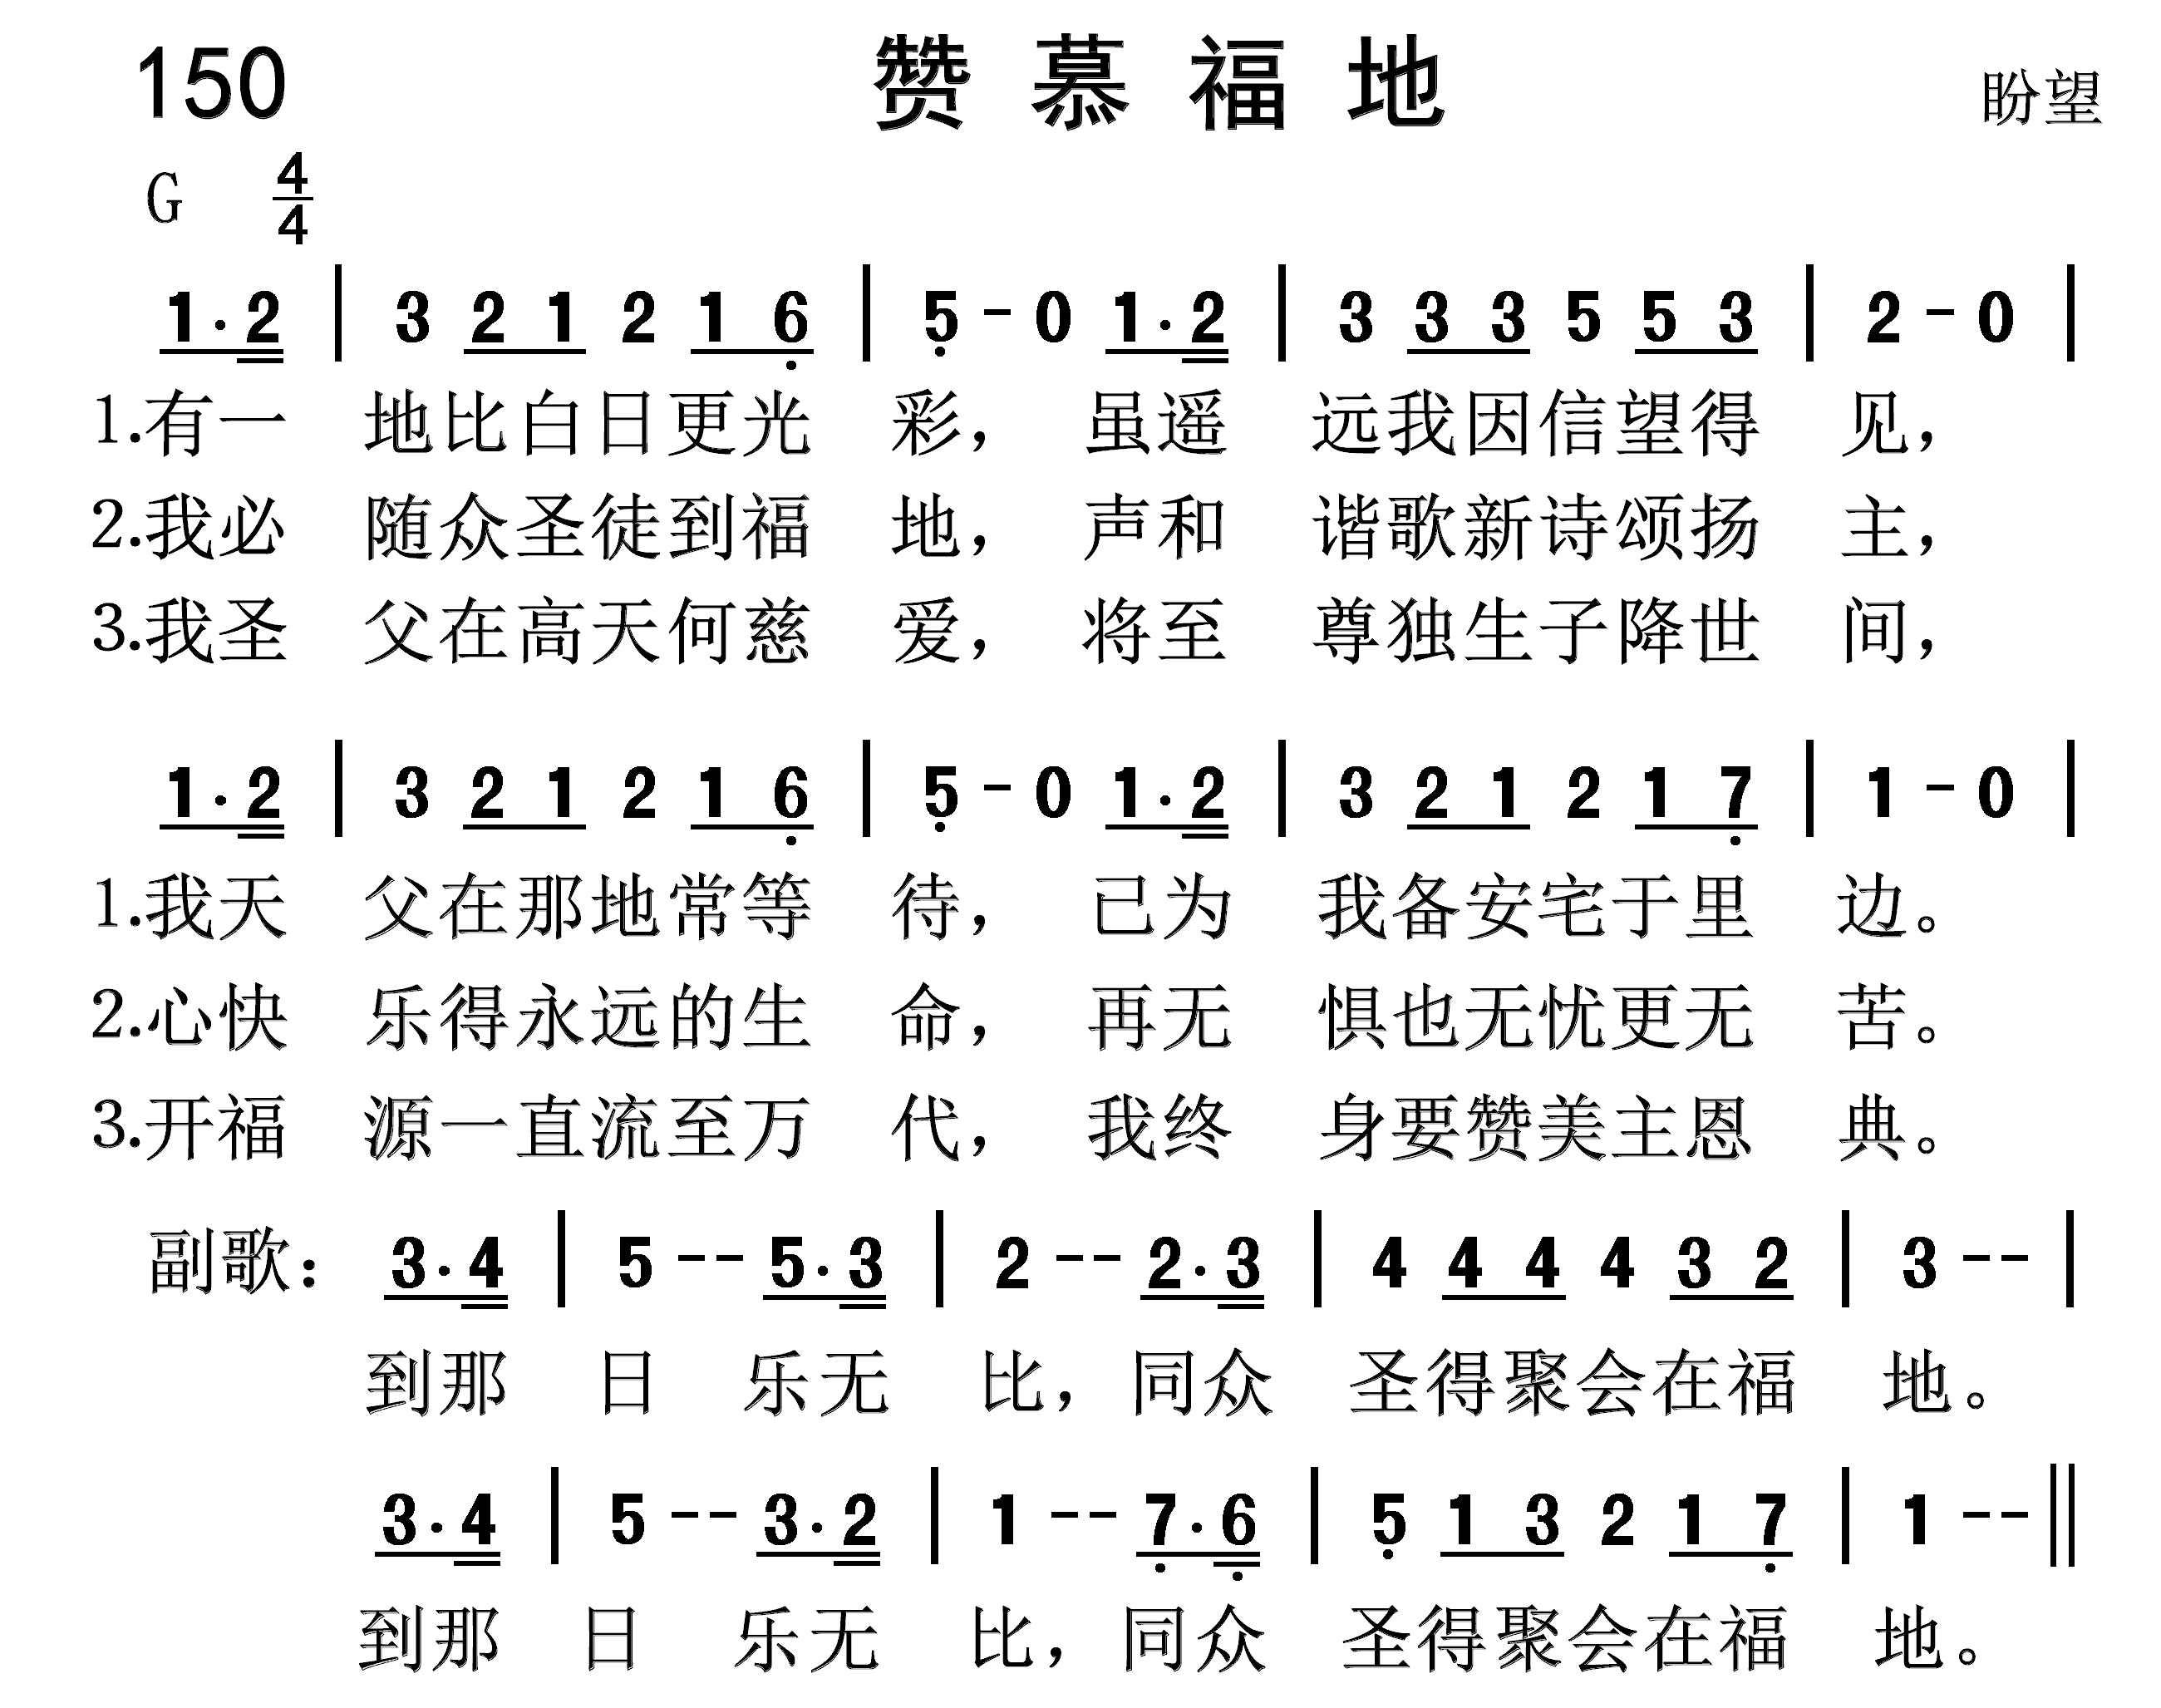 150 赞慕福地 盼望
G 4/4
1·2 | 3 2 1 2 1 6̣ | 5̣ - 0 1·2 | 3 3 3 5 5 3 | 2 - 0 |
1.有一 地比白日更光 彩， 虽遥 远我因信望得 见，
2.我必 随众圣徒到福 地， 声和 谐歌新诗颂扬 主，
3.我圣 父在高天何慈 爱， 将至 尊独生子降世 间，
1·2 | 3 2 1 2 1 6̣ | 5̣ - 0 1·2 | 3 2 1 2 1 7̣ | 1 - 0 |
1.我天 父在那地常等 待， 已为 我备安宅于里 边。
2.心快 乐得永远的生 命， 再无 惧也无忧更无 苦。
3.开福 源一直流至万 代， 我终 身要赞美主恩 典。
副歌：3·4 | 5 - - 5·3 | 2 - - 2·3 | 4 4 4 4 3 2 | 3 - - |
到那 日 乐无 比，同众 圣得聚会在福 地。
3·4 | 5 - - 3·2 | 1 - - 7̣·6̣ | 5̣ 1 3 2 1 7̣ | 1 - - ‖
到那 日 乐无 比，同众 圣得聚会在福 地。